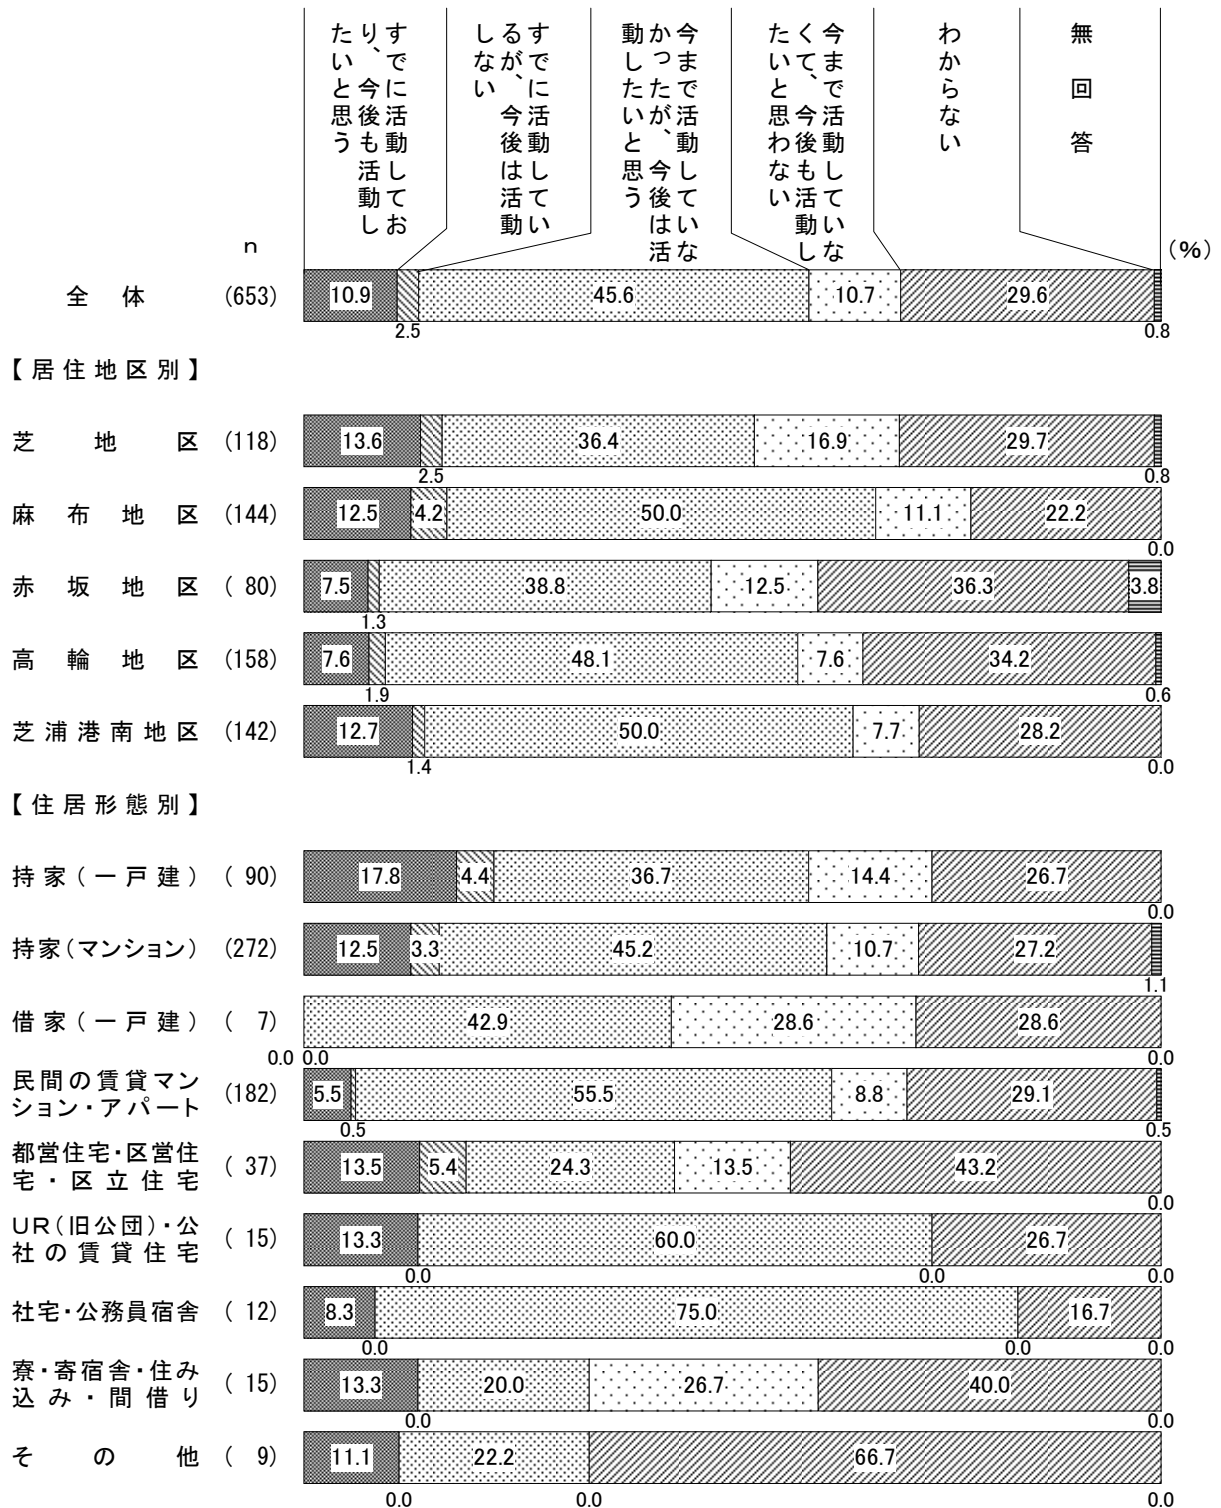 すでに活動してお
り、今後も活動し
たいと思う
すでに活動してい
るが、今後は活動
しない
今まで活動していな
かったが、今後は活
動したいと思う
今まで活動していな
くて、今後も活動し
たいと思わない
わからない
無回答
n
(%)
全体 (653) 10.9 2.5 45.6 10.7 29.6 0.8
【居住地区別】
芝地区 (118) 13.6 2.5 36.4 16.9 29.7 0.8
麻布地区 (144) 12.5 4.2 50.0 11.1 22.2 0.0
赤坂地区 ( 80) 7.5 1.3 38.8 12.5 36.3 3.8
高輪地区 (158) 7.6 1.9 48.1 7.6 34.2 0.6
芝浦港南地区 (142) 12.7 1.4 50.0 7.7 28.2 0.0
【住居形態別】
持家(一戸建) ( 90) 17.8 4.4 36.7 14.4 26.7 0.0
持家(マンション) (272) 12.5 3.3 45.2 10.7 27.2 1.1
借家(一戸建) ( 7) 0.0 0.0 42.9 28.6 28.6 0.0
民間の賃貸マン
ション・アパート (182) 5.5 0.5 55.5 8.8 29.1 0.5
都営住宅・区営住
宅・区立住宅 ( 37) 13.5 5.4 24.3 13.5 43.2 0.0
UR(旧公団)・公
社の賃貸住宅 ( 15) 13.3 0.0 60.0 0.0 26.7 0.0
社宅・公務員宿舎 ( 12) 8.3 0.0 75.0 0.0 16.7 0.0
寮・寄宿舎・住み
込み・間借り ( 15) 13.3 0.0 20.0 26.7 40.0 0.0
その他 ( 9) 11.1 0.0 22.2 0.0 66.7 0.0